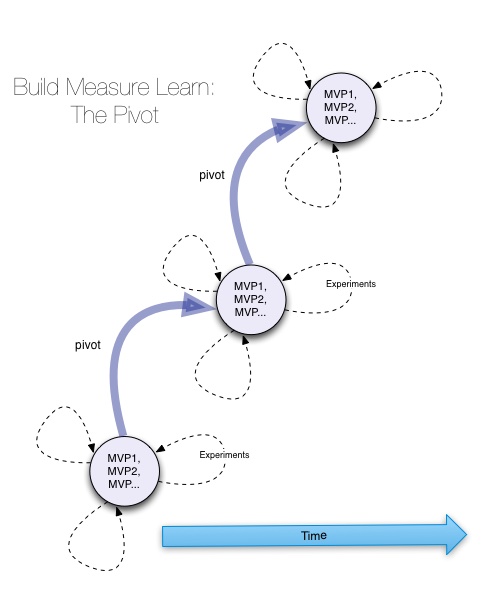 Build Measure Learn:
The Pivot
MVP1,
MVP2,
MVP...
pivot
MVP1,
MVP2,
MVP...
Experiments
pivot
MVP1,
MVP2,
MVP...
Experiments
Time